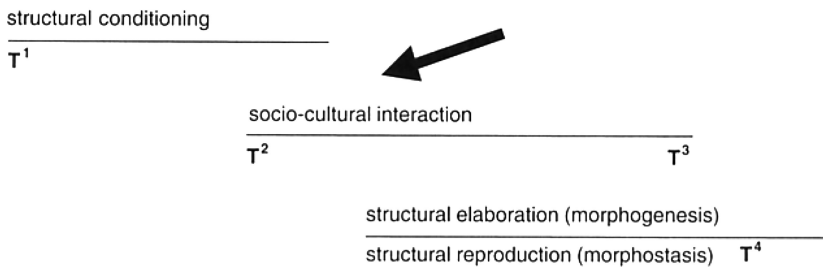 structural conditioning
T¹
socio-cultural interaction
T² T³
structural elaboration (morphogenesis)
structural reproduction (morphostasis) T⁴